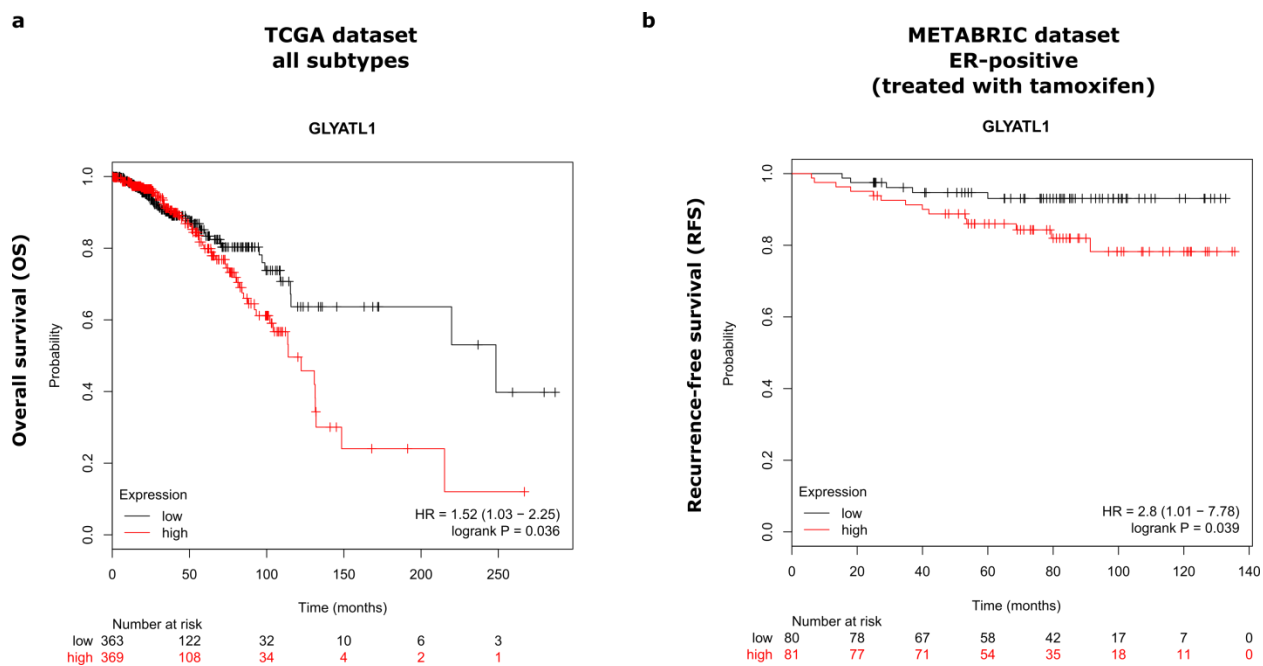 a
TCGA dataset
all subtypes
GLYATL1
Overall survival (OS)
Probability
1.0
0.8
0.6
0.4
0.2
0.0
Expression
low
high
HR = 1.52 (1.03 − 2.25)
logrank P = 0.036
0 50 100 150 200 250
Time (months)
Number at risk
low 363 122 32 10 6 3
high 369 108 34 4 2 1
b
METABRIC dataset
ER-positive
(treated with tamoxifen)
GLYATL1
Recurrence-free survival (RFS)
Probability
1.0
0.8
0.6
0.4
0.2
0.0
Expression
low
high
HR = 2.8 (1.01 − 7.78)
logrank P = 0.039
0 20 40 60 80 100 120 140
Time (months)
Number at risk
low 80 78 67 58 42 17 7 0
high 81 77 71 54 35 18 11 0